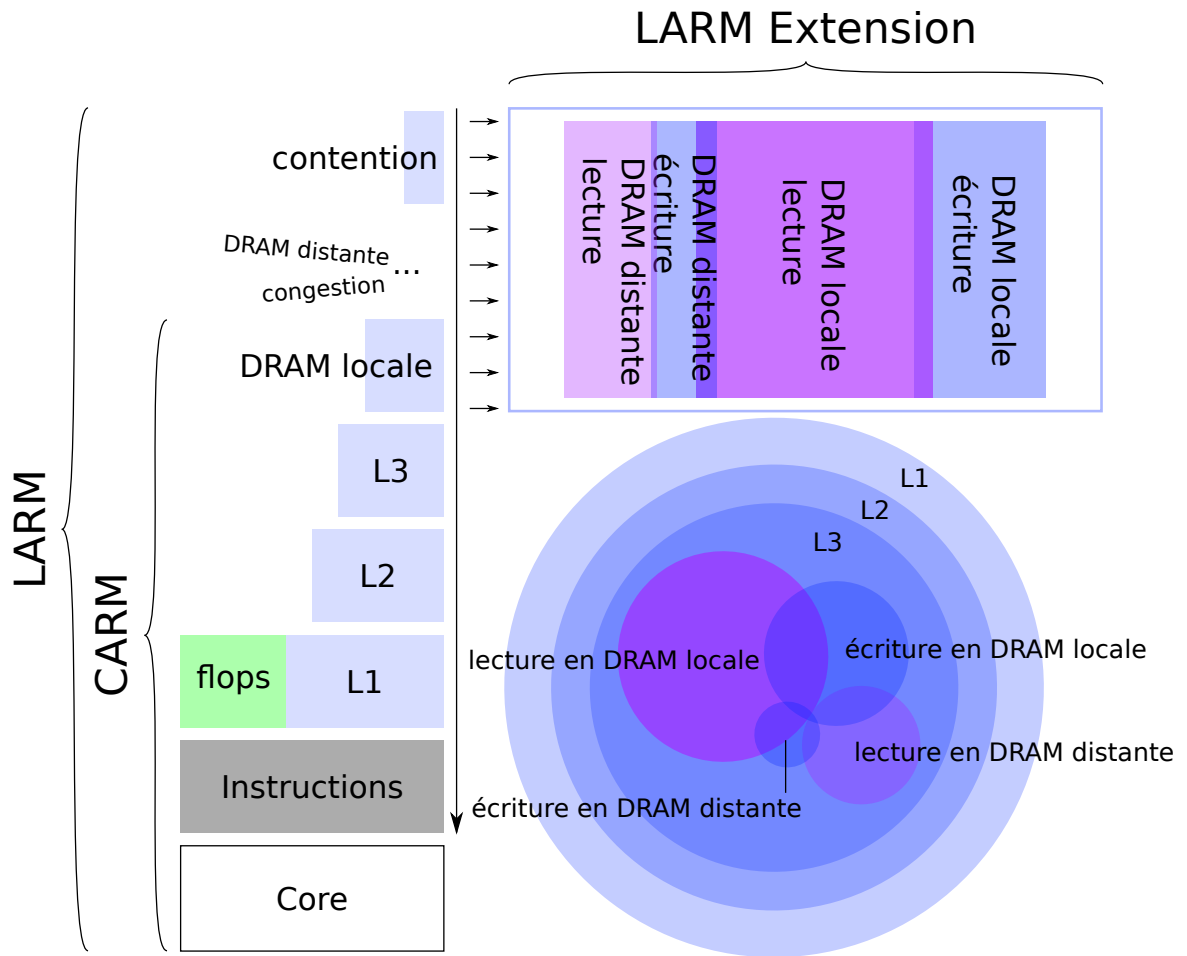 LARM Extension
contention
DRAM distante
congestion
...
DRAM locale
L3
L2
flops
L1
Instructions
Core
LARM
CARM
DRAM distante
lecture
DRAM distante
écriture
DRAM locale
lecture
DRAM locale
écriture
L1
L2
L3
lecture en DRAM locale
écriture en DRAM locale
lecture en DRAM distante
écriture en DRAM distante